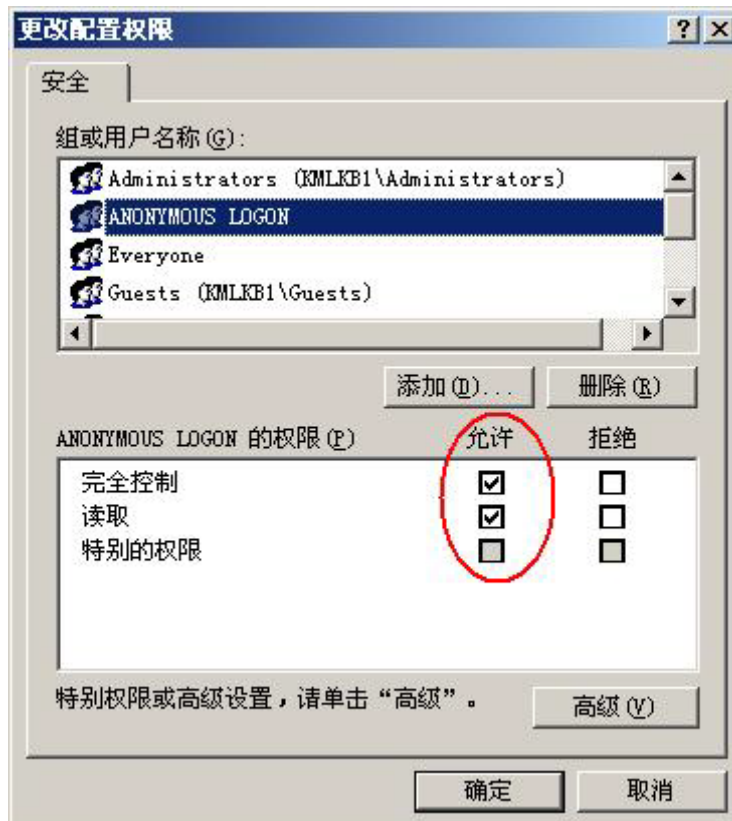 更改配置权限
安全
组或用户名称(G):
Administrators (KMLKB1\Administrators)
ANONYMOUS LOGON
Everyone
Guests (KMLKB1\Guests)
添加(D)... 删除(R)
ANONYMOUS LOGON 的权限(P) 允许 拒绝
完全控制
读取
特别的权限
特别权限或高级设置，请单击“高级”。
高级(V)
确定 取消